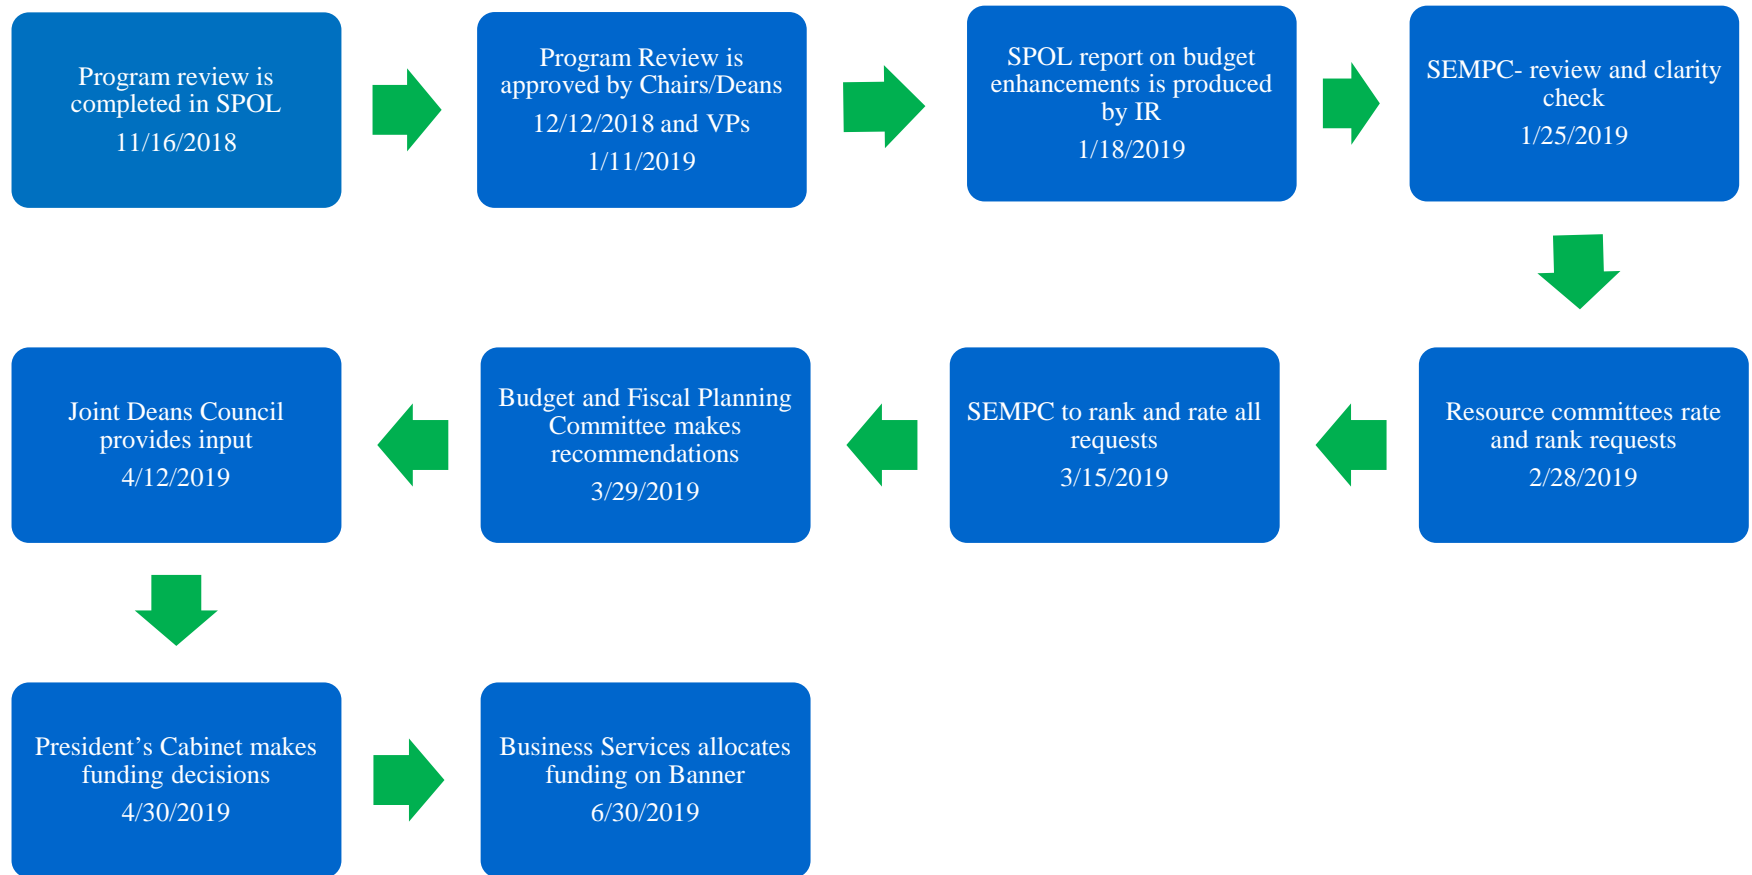 Program review is
completed in SPOL
11/16/2018
Program Review is
approved by Chairs/Deans
12/12/2018 and VPs
1/11/2019
SPOL report on budget
enhancements is produced
by IR
1/18/2019
SEMPC- review and clarity
check
1/25/2019
Resource committees rate
and rank requests
2/28/2019
SEMPC to rank and rate all
requests
3/15/2019
Budget and Fiscal Planning
Committee makes
recommendations
3/29/2019
Joint Deans Council
provides input
4/12/2019
President’s Cabinet makes
funding decisions
4/30/2019
Business Services allocates
funding on Banner
6/30/2019